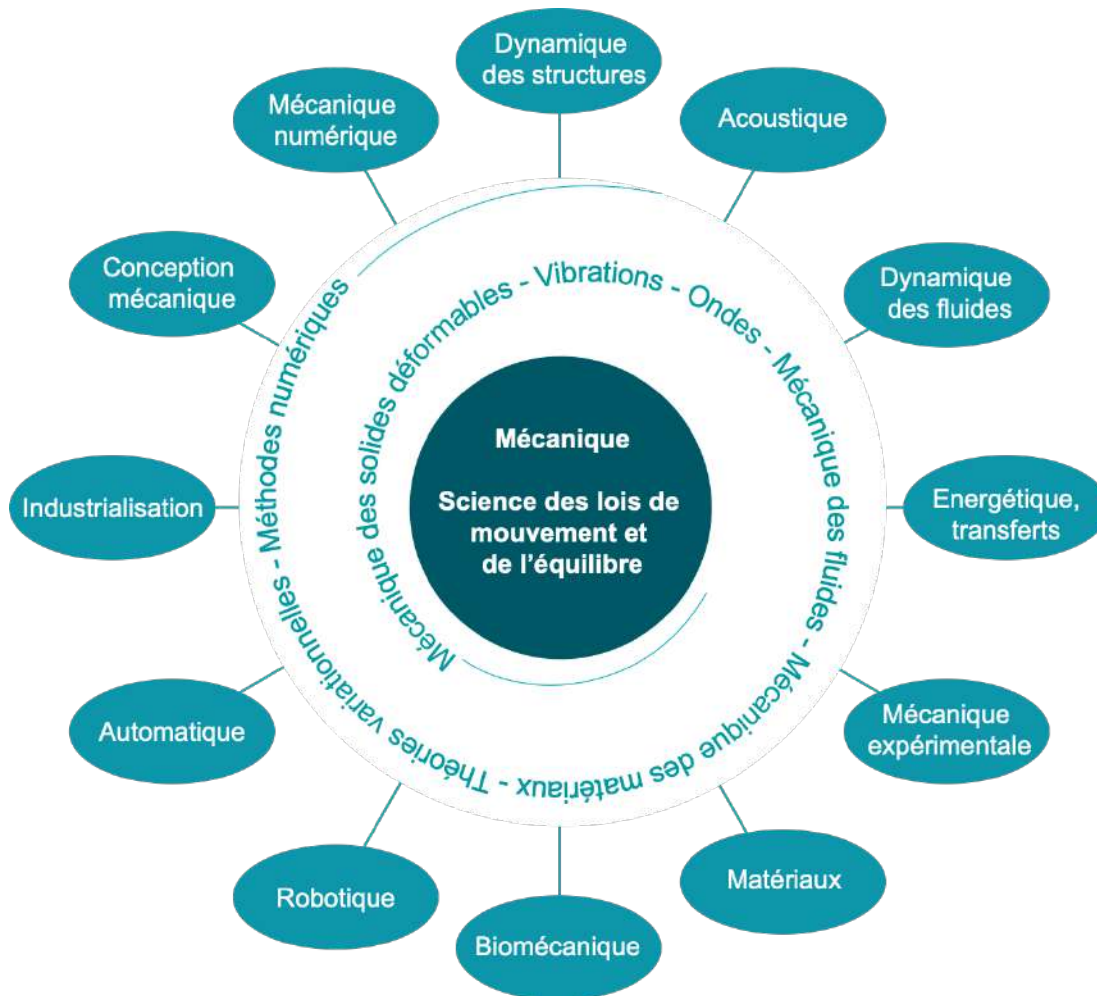 Dynamique
des structures
Acoustique
Dynamique
des fluides
Energétique,
transferts
Mécanique
expérimentale
Matériaux
Biomécanique
Robotique
Automatique
Industrialisation
Conception
mécanique
Mécanique
numérique
Mécanique des solides déformables - Vibrations - Ondes - Mécanique des fluides - Mécanique des matériaux - Théories variationnelles - Méthodes numériques
Mécanique
Science des lois de
mouvement et
de l'équilibre